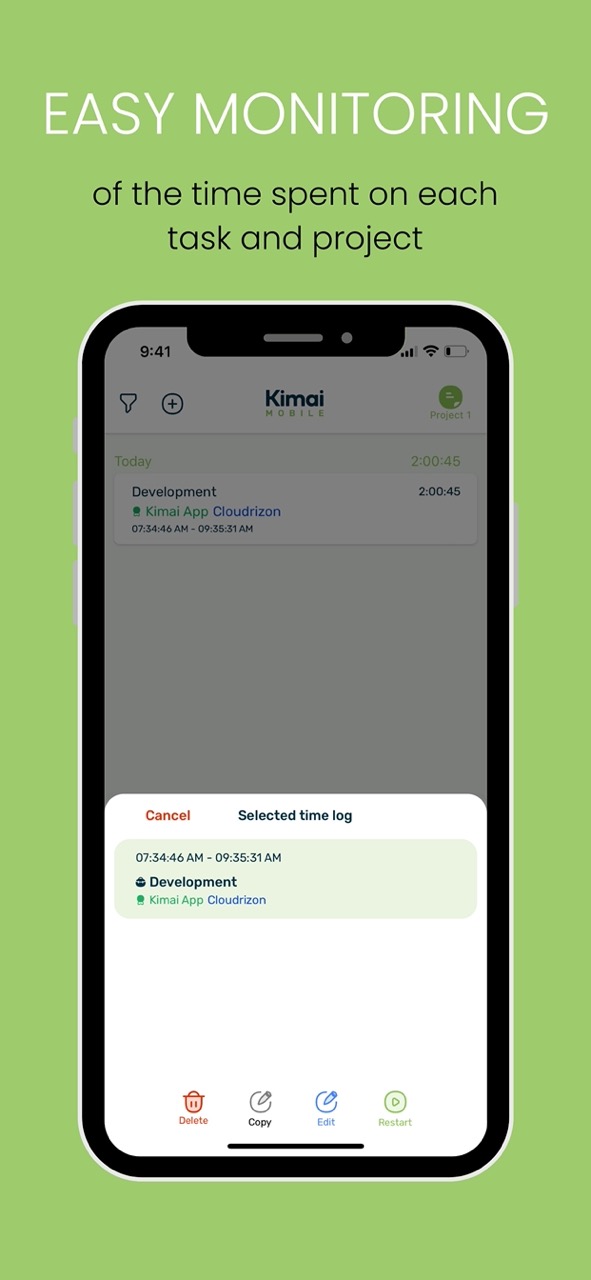 EASY MONITORING
of the time spent on each
task and project
9:41
Kimai
MOBILE
Project 1
Today 2:00:45
Development 2:00:45
Kimai App Cloudrizon
07:34:46 AM - 09:35:31 AM
Cancel Selected time log
07:34:46 AM - 09:35:31 AM
Development
Kimai App Cloudrizon
Delete Copy Edit Restart